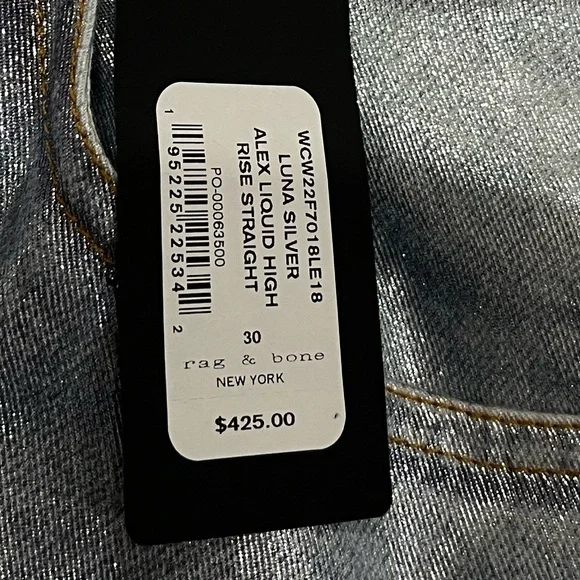 WCW22F7018LE18
LUNA SILVER
ALEX LIQUID HIGH
RISE STRAIGHT
PO-00063500
1 95225 22534 2
30
rag & bone
NEW YORK
$425.00